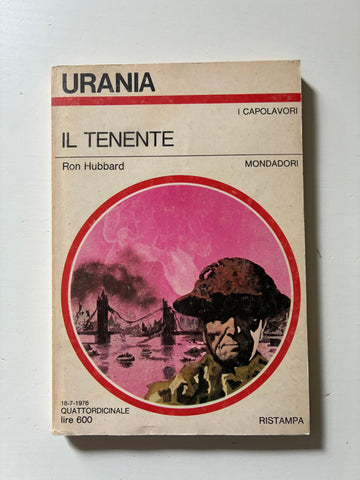 URANIA
I CAPOLAVORI
IL TENENTE
Ron Hubbard
MONDADORI
18-7-1976
QUATTORDICINALE
lire 600
RISTAMPA